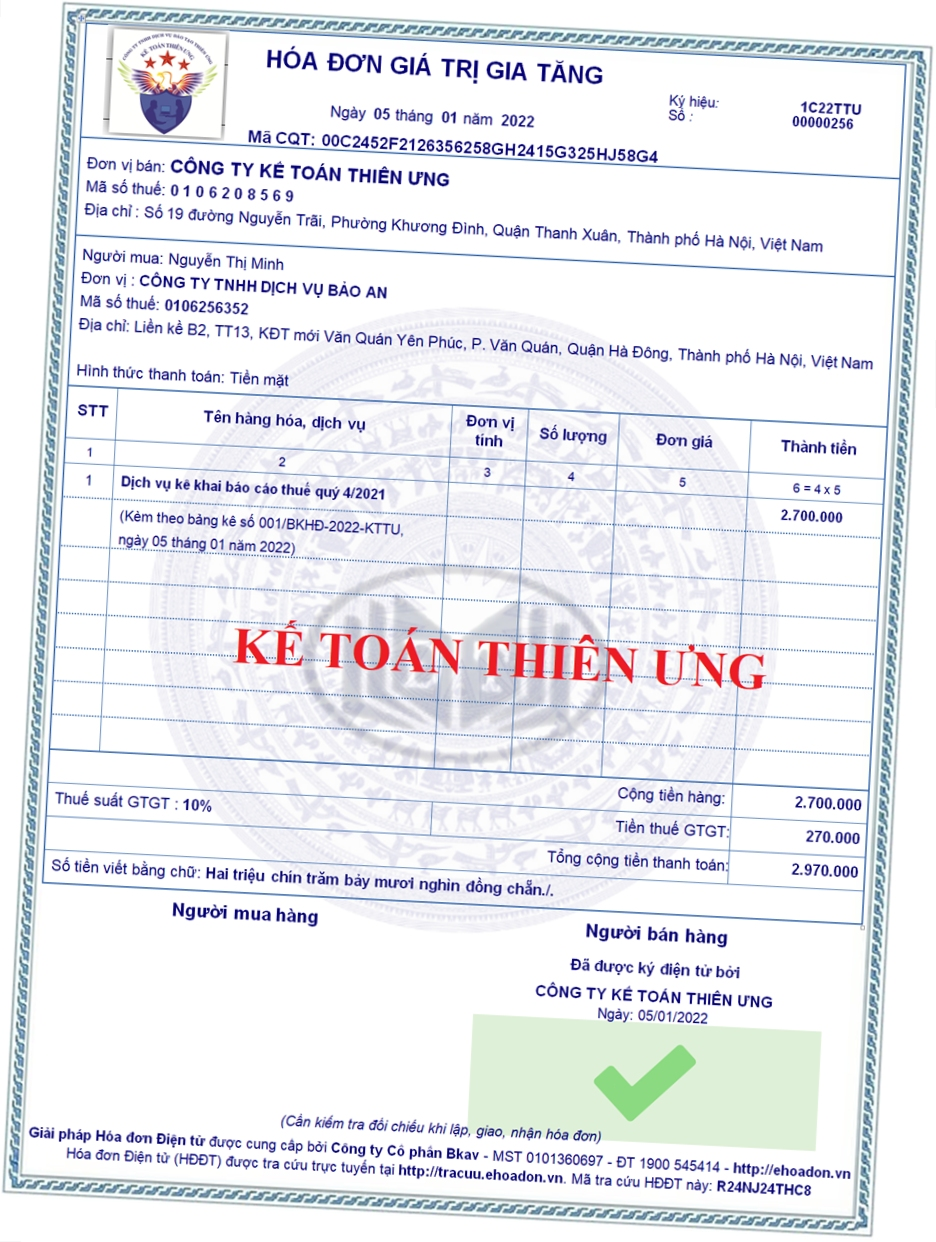 CÔNG TY TNHH DỊCH VỤ ĐÀO TẠO THIÊN ƯNG
KẾ TOÁN THIÊN ƯNG
HÓA ĐƠN GIÁ TRỊ GIA TĂNG
Ngày 05 tháng 01 năm 2022
Ký hiệu: 1C22TTU
Số : 00000256
Mã CQT: 00C2452F2126356258GH2415G325HJ58G4
Đơn vị bán: CÔNG TY KẾ TOÁN THIÊN ƯNG
Mã số thuế: 0 1 0 6 2 0 8 5 6 9
Địa chỉ : Số 19 đường Nguyễn Trãi, Phường Khương Đình, Quận Thanh Xuân, Thành phố Hà Nội, Việt Nam
Người mua: Nguyễn Thị Minh
Đơn vị : CÔNG TY TNHH DỊCH VỤ BẢO AN
Mã số thuế: 0106256352
Địa chỉ: Liền kề B2, TT13, KĐT mới Văn Quán Yên Phúc, P. Văn Quán, Quận Hà Đông, Thành phố Hà Nội, Việt Nam
Hình thức thanh toán: Tiền mặt
STT Tên hàng hóa, dịch vụ Đơn vị tính Số lượng Đơn giá Thành tiền
1 2 3 4 5 6 = 4 x 5
1 Dịch vụ kê khai báo cáo thuế quý 4/2021 2.700.000
(Kèm theo bảng kê số 001/BKHĐ-2022-KTTU,
ngày 05 tháng 01 năm 2022)
KẾ TOÁN THIÊN ƯNG
Cộng tiền hàng: 2.700.000
Thuế suất GTGT : 10% Tiền thuế GTGT: 270.000
Tổng cộng tiền thanh toán: 2.970.000
Số tiền viết bằng chữ: Hai triệu chín trăm bảy mươi nghìn đồng chẵn./.
Người mua hàng
Người bán hàng
Đã được ký điện tử bởi
CÔNG TY KẾ TOÁN THIÊN ƯNG
Ngày: 05/01/2022
(Cần kiểm tra đối chiếu khi lập, giao, nhận hóa đơn)
Giải pháp Hóa đơn Điện tử được cung cấp bởi Công ty Cổ phần Bkav - MST 0101360697 - ĐT 1900 545414 - http://ehoadon.vn
Hóa đơn Điện tử (HĐĐT) được tra cứu trực tuyến tại http://tracuu.ehoadon.vn. Mã tra cứu HĐĐT này: R24NJ24THC8